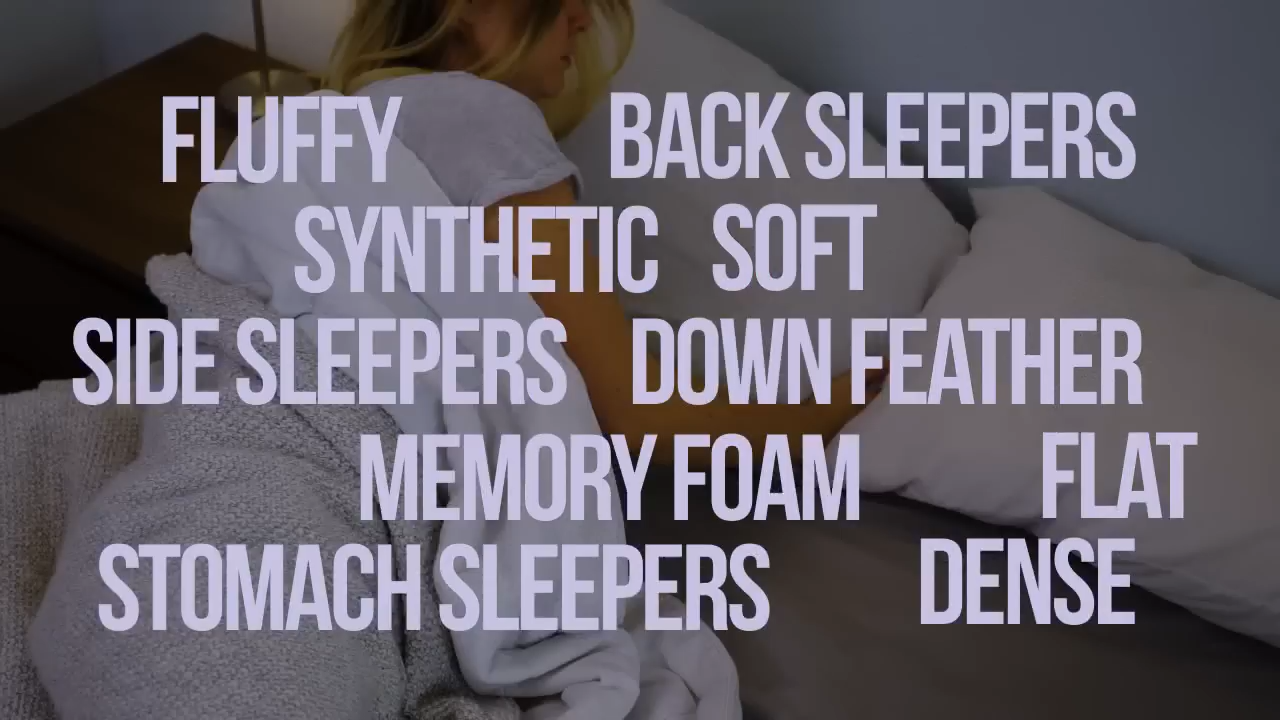 FLUFFY BACK SLEEPERS
SYNTHETIC SOFT
SIDE SLEEPERS DOWN FEATHER
MEMORY FOAM FLAT
STOMACH SLEEPERS DENSE